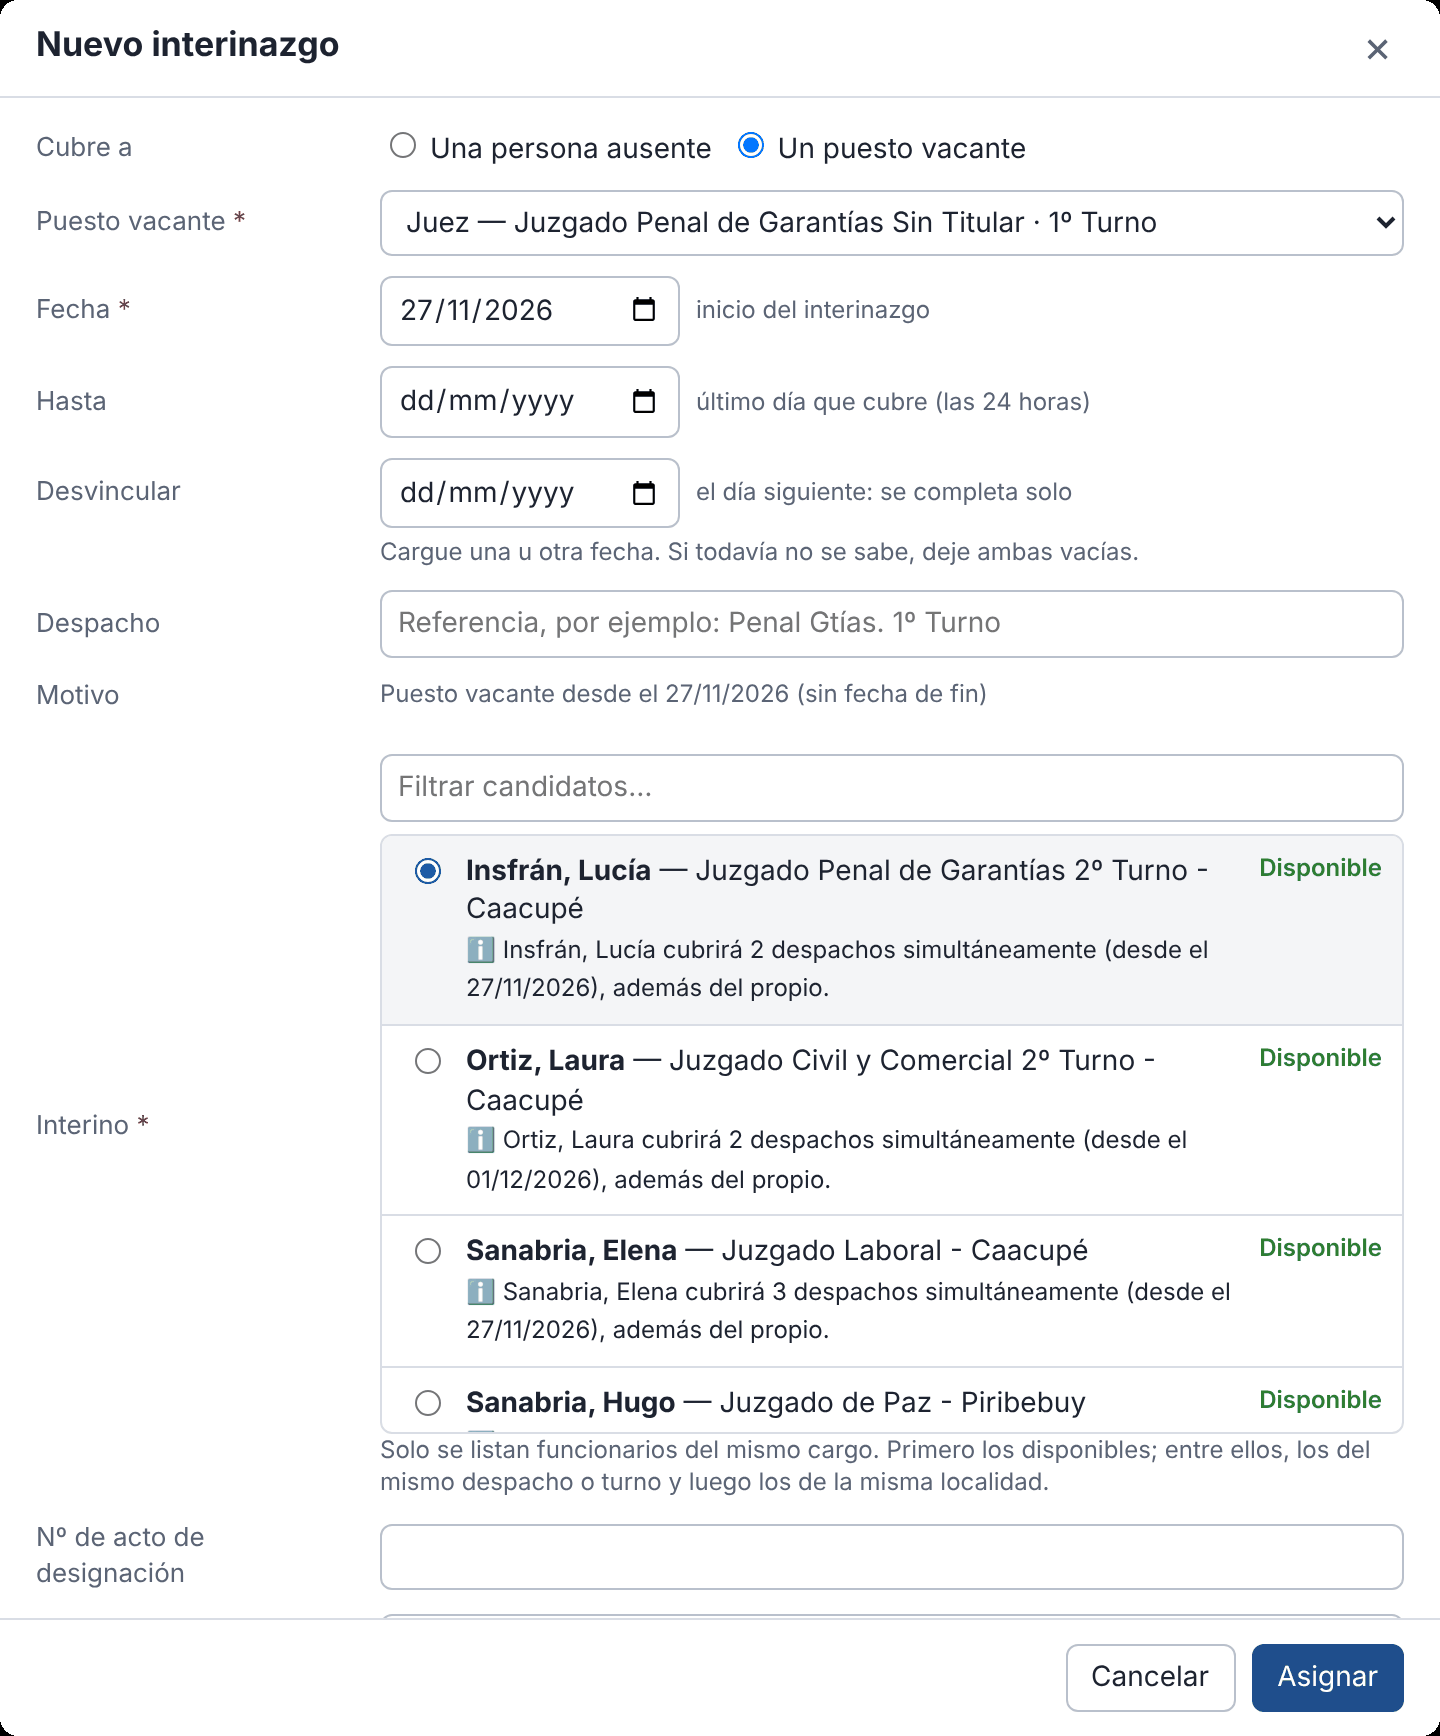 Nuevo interinazgo
Cubre a
Una persona ausente
Un puesto vacante
Puesto vacante *
Juez — Juzgado Penal de Garantías Sin Titular · 1º Turno
Fecha *
27/11/2026
inicio del interinazgo
Hasta
dd/mm/yyyy
último día que cubre (las 24 horas)
Desvincular
dd/mm/yyyy
el día siguiente: se completa solo
Cargue una u otra fecha. Si todavía no se sabe, deje ambas vacías.
Despacho
Referencia, por ejemplo: Penal Gtías. 1º Turno
Motivo
Puesto vacante desde el 27/11/2026 (sin fecha de fin)
Filtrar candidatos...
Interino *
Insfrán, Lucía — Juzgado Penal de Garantías 2º Turno -
Caacupé
Disponible
ℹ️ Insfrán, Lucía cubrirá 2 despachos simultáneamente (desde el
27/11/2026), además del propio.
Ortiz, Laura — Juzgado Civil y Comercial 2º Turno -
Caacupé
Disponible
ℹ️ Ortiz, Laura cubrirá 2 despachos simultáneamente (desde el
01/12/2026), además del propio.
Sanabria, Elena — Juzgado Laboral - Caacupé
Disponible
ℹ️ Sanabria, Elena cubrirá 3 despachos simultáneamente (desde el
27/11/2026), además del propio.
Sanabria, Hugo — Juzgado de Paz - Piribebuy
Disponible
Solo se listan funcionarios del mismo cargo. Primero los disponibles; entre ellos, los del
mismo despacho o turno y luego los de la misma localidad.
Nº de acto de
designación
Cancelar
Asignar